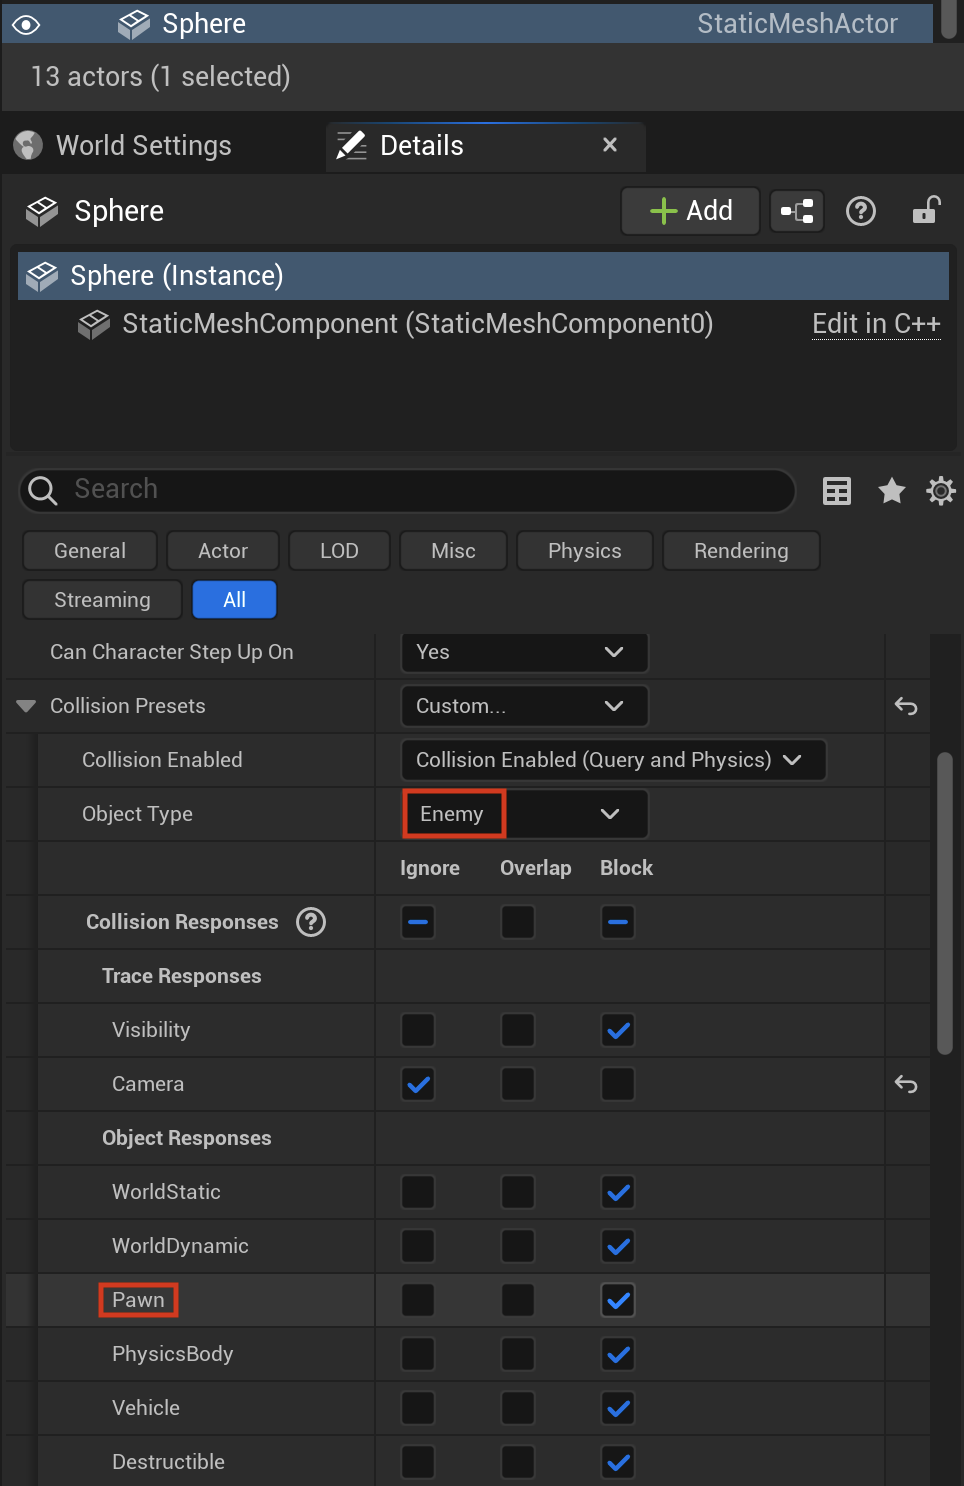 Sphere StaticMeshActor
13 actors (1 selected)
World Settings Details
Sphere Add
Sphere (Instance)
StaticMeshComponent (StaticMeshComponent0) Edit in C++
Search
General Actor LOD Misc Physics Rendering
Streaming All
Can Character Step Up On Yes
Collision Presets Custom...
Collision Enabled Collision Enabled (Query and Physics)
Object Type Enemy
Ignore Overlap Block
Collision Responses
Trace Responses
Visibility
Camera
Object Responses
WorldStatic
WorldDynamic
Pawn
PhysicsBody
Vehicle
Destructible